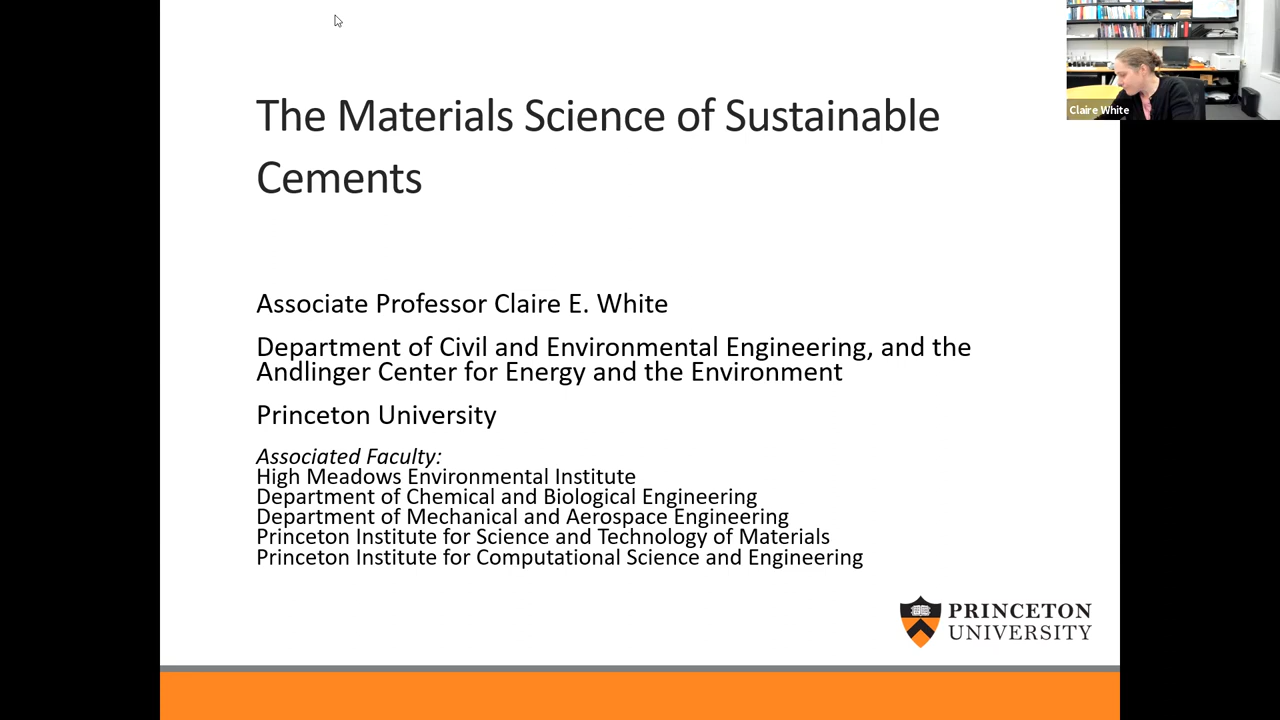 The Materials Science of Sustainable
Cements
Claire White
Associate Professor Claire E. White
Department of Civil and Environmental Engineering, and the
Andlinger Center for Energy and the Environment
Princeton University
Associated Faculty:
High Meadows Environmental Institute
Department of Chemical and Biological Engineering
Department of Mechanical and Aerospace Engineering
Princeton Institute for Science and Technology of Materials
Princeton Institute for Computational Science and Engineering
PRINCETON
UNIVERSITY